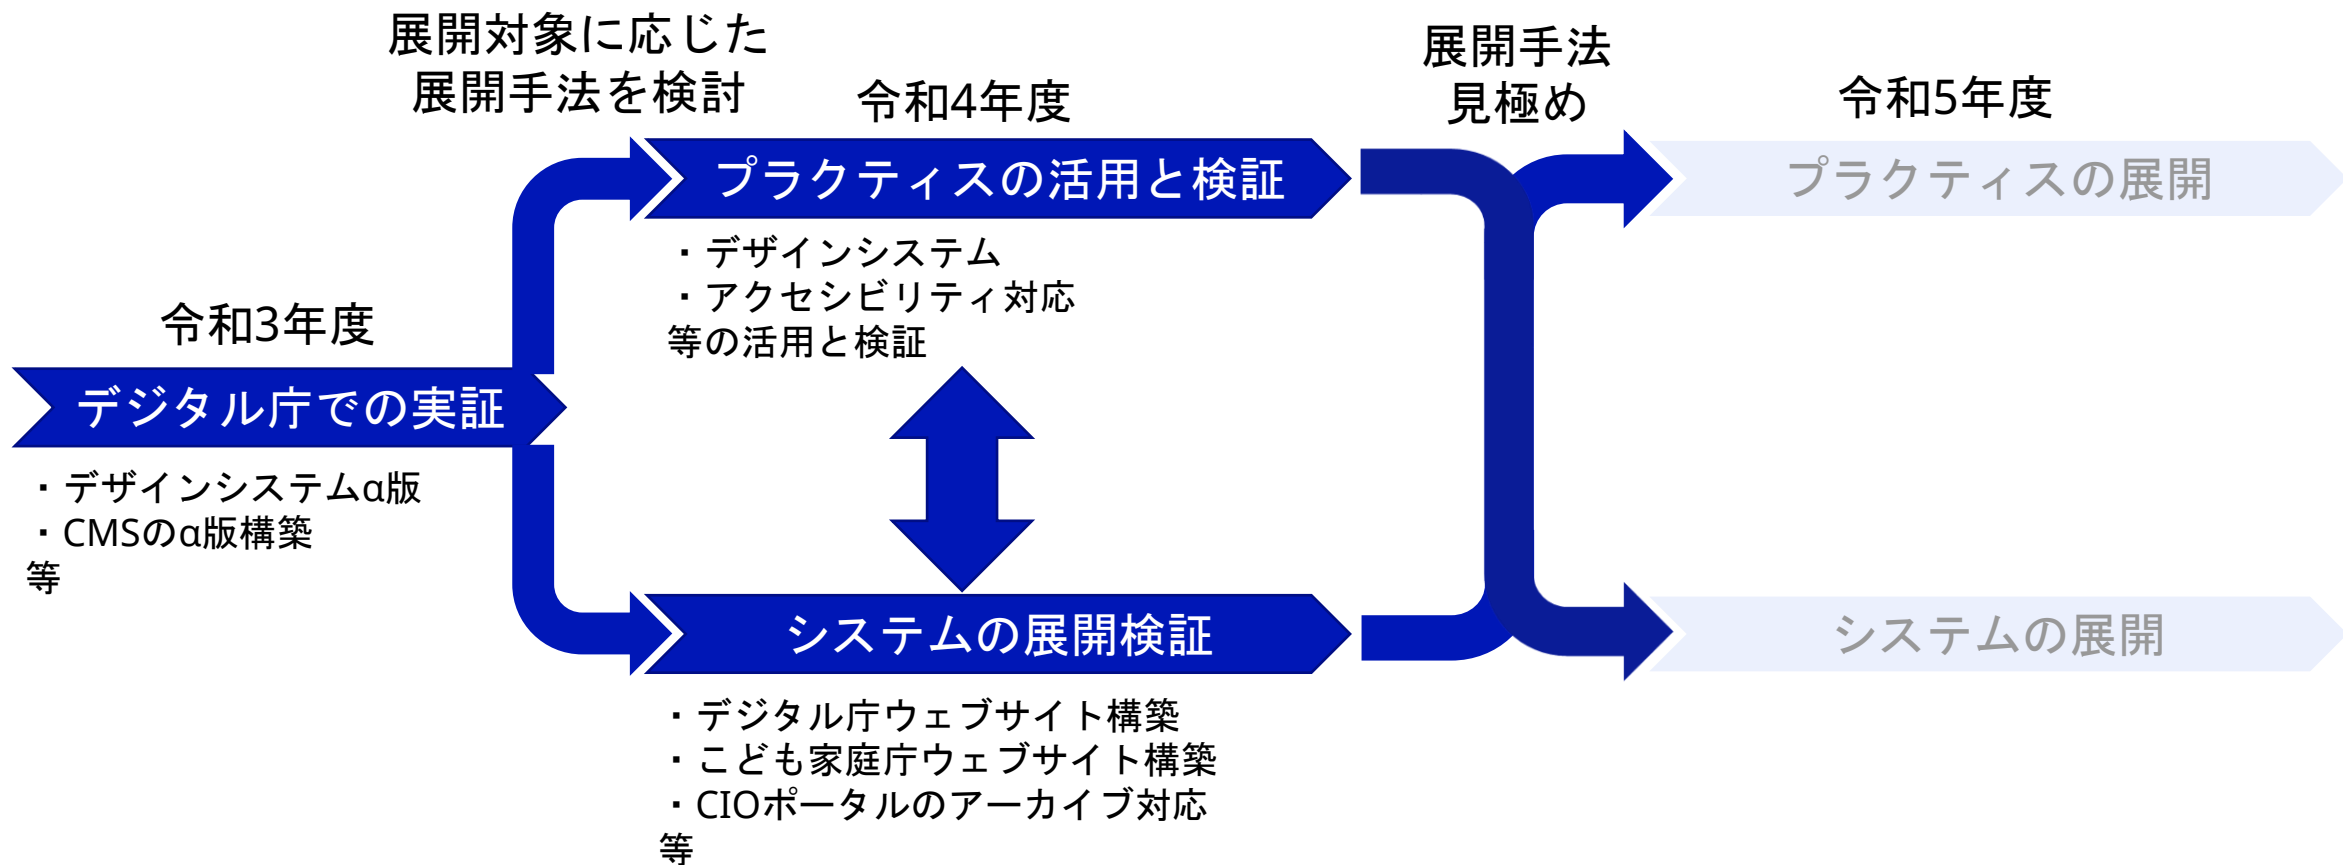 展開対象に応じた
展開手法を検討
令和4年度
展開手法
見極め
令和5年度
プラクティスの活用と検証
プラクティスの展開
・デザインシステム
・アクセシビリティ対応
等の活用と検証
令和3年度
デジタル庁での実証
・デザインシステムα版
・CMSのα版構築
等
システムの展開検証
システムの展開
・デジタル庁ウェブサイト構築
・こども家庭庁ウェブサイト構築
・CIOポータルのアーカイブ対応
等